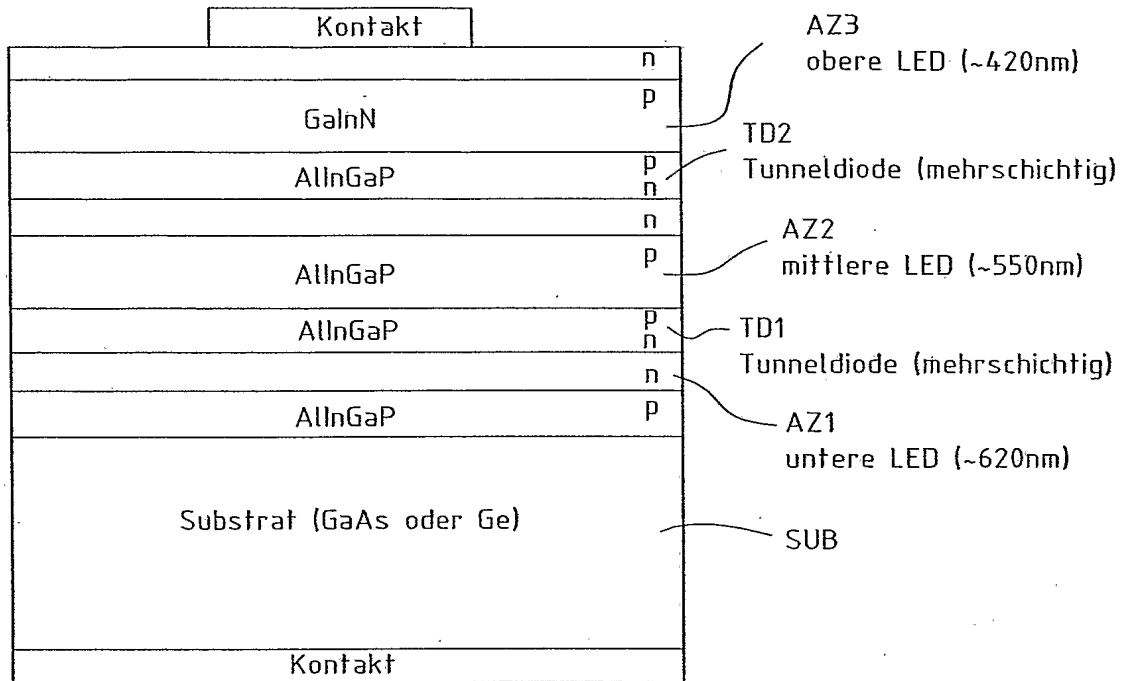 Kontakt
n
p
GaInN
p
AlInGaP
n
n
p
AlInGaP
p
AlInGaP
n
n
p
AlInGaP
Substrat (GaAs oder Ge)
Kontakt
AZ3
obere LED (~420nm)
TD2
Tunneldiode (mehrschichtig)
AZ2
mittlere LED (~550nm)
TD1
Tunneldiode (mehrschichtig)
AZ1
untere LED (~620nm)
SUB